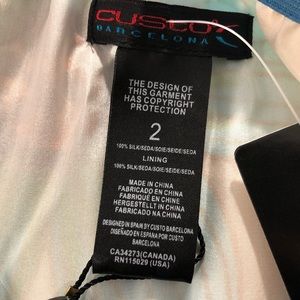 CUSTO
BARCELONA
THE DESIGN OF
THIS GARMENT
HAS COPYRIGHT
PROTECTION
2
100% SILK/SEDA/SOIE/SEIDE/SEDA
LINING
100% SILK/SEDA/SOIE/SEIDE/SEDA
MADE IN CHINA
FABRICADO EN CHINA
FABRIQUÉ EN CHINE
HERGESTELLT IN CHINA
FABRICATO IN CHINA
DESIGNED IN SPAIN BY CUSTO BARCELONA
DISEÑADO EN ESPAÑA POR CUSTO
BARCELONA
CA34273(CANADA)
RN115029 (USA)